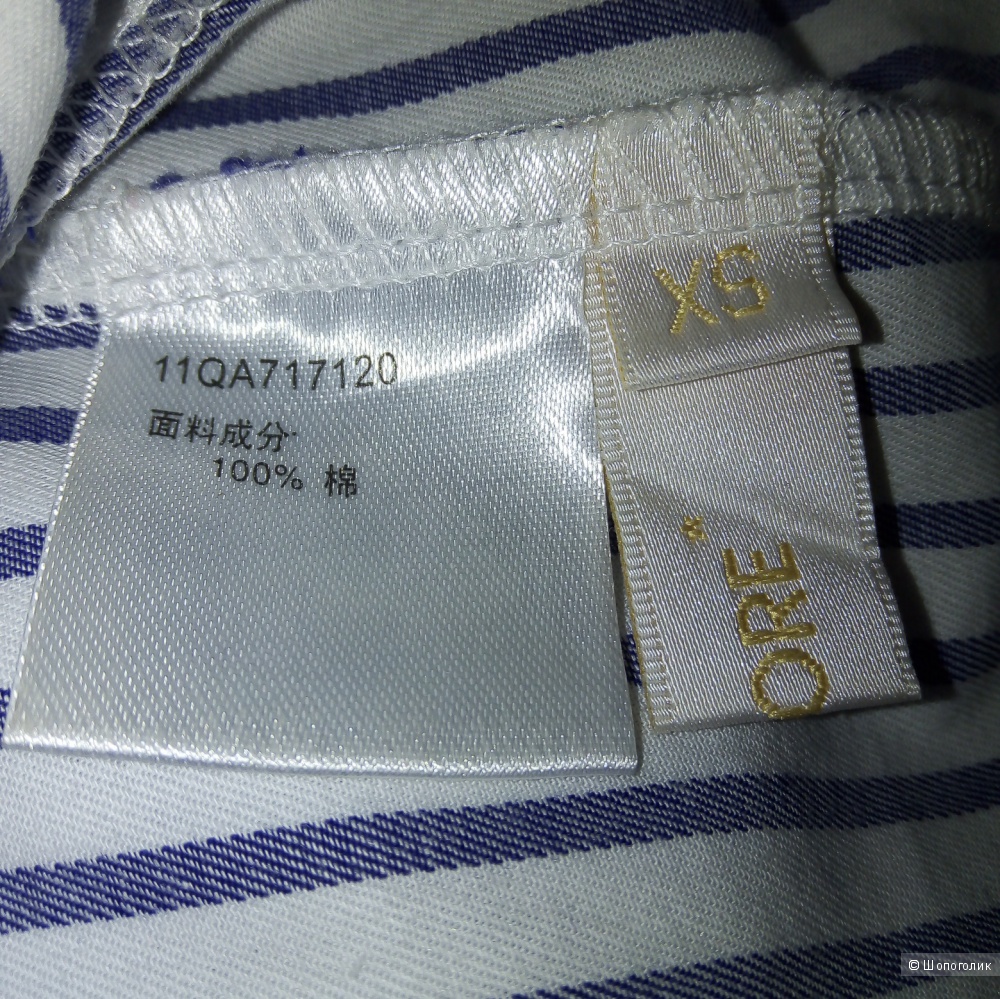 11QA717120
面料成分
100% 棉
XS
ORE
© Шопоголик